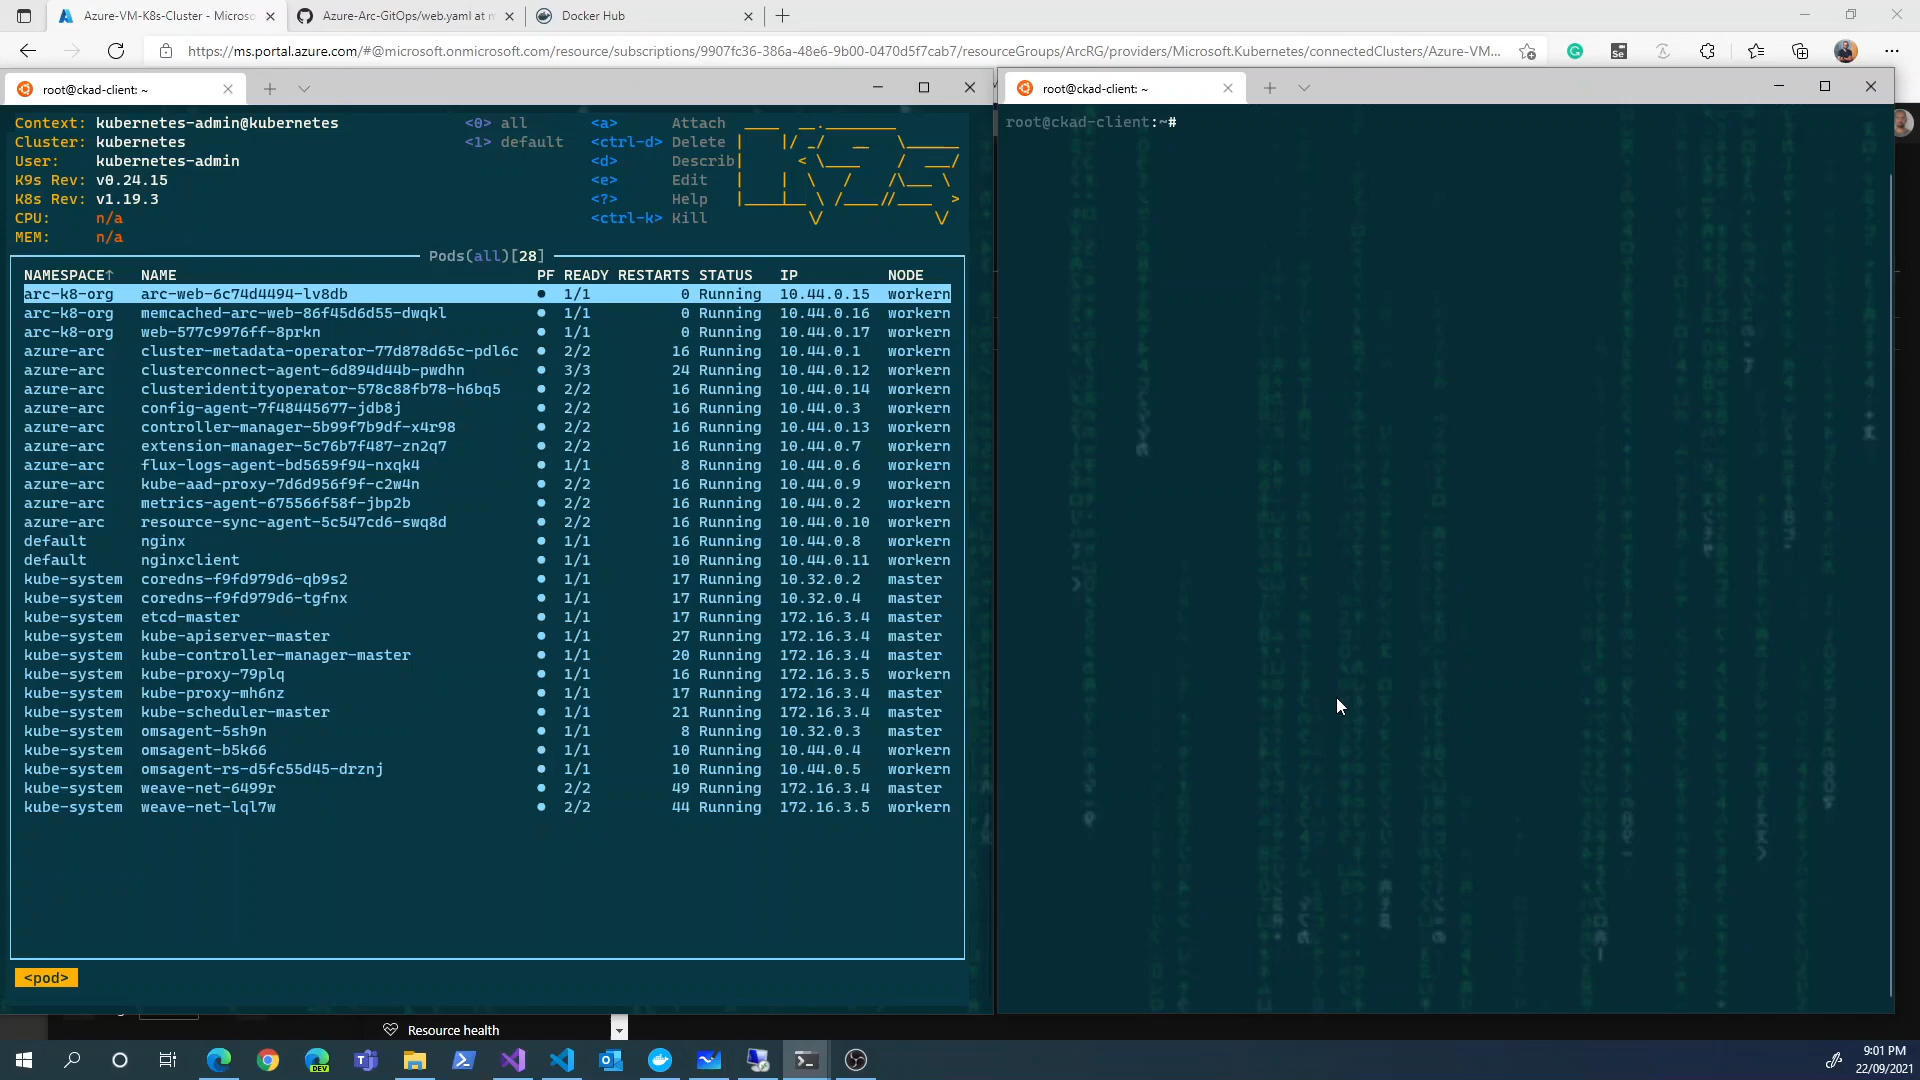 Azure-VM-K8s-Cluster - Microso
Azure-Arc-GitOps/web.yaml at m
Docker Hub
https://ms.portal.azure.com/#@microsoft.onmicrosoft.com/resource/subscriptions/9907fc36-386a-48e6-9b00-0470d5f7cab7/resourceGroups/ArcRG/providers/Microsoft.Kubernetes/connectedClusters/Azure-VM...
root@ckad-client: ~
root@ckad-client: ~
Context: kubernetes-admin@kubernetes <0> all <a> Attach
Cluster: kubernetes <1> default <ctrl-d> Delete
User: kubernetes-admin <d> Describ
K9s Rev: v0.24.15 <e> Edit
K8s Rev: v1.19.3 <?> Help
CPU: n/a <ctrl-k> Kill
MEM: n/a
Pods(all)[28]
NAMESPACE↑ NAME PF READY RESTARTS STATUS IP NODE
arc-k8-org arc-web-6c74d4494-lv8db ● 1/1 0 Running 10.44.0.15 workern
arc-k8-org memcached-arc-web-86f45d6d55-dwqkl ● 1/1 0 Running 10.44.0.16 workern
arc-k8-org web-577c9976ff-8prkn ● 1/1 0 Running 10.44.0.17 workern
azure-arc cluster-metadata-operator-77d878d65c-pdl6c ● 2/2 16 Running 10.44.0.1 workern
azure-arc clusterconnect-agent-6d894d44b-pwdhn ● 3/3 24 Running 10.44.0.12 workern
azure-arc clusteridentityoperator-578c88fb78-h6bq5 ● 2/2 16 Running 10.44.0.14 workern
azure-arc config-agent-7f48445677-jdb8j ● 2/2 16 Running 10.44.0.3 workern
azure-arc controller-manager-5b99f7b9df-x4r98 ● 2/2 16 Running 10.44.0.13 workern
azure-arc extension-manager-5c76b7f487-zn2q7 ● 2/2 16 Running 10.44.0.7 workern
azure-arc flux-logs-agent-bd5659f94-nxqk4 ● 1/1 8 Running 10.44.0.6 workern
azure-arc kube-aad-proxy-7d6d956f9f-c2w4n ● 2/2 16 Running 10.44.0.9 workern
azure-arc metrics-agent-675566f58f-jbp2b ● 2/2 16 Running 10.44.0.2 workern
azure-arc resource-sync-agent-5c547cd6-swq8d ● 2/2 16 Running 10.44.0.10 workern
default nginx ● 1/1 16 Running 10.44.0.8 workern
default nginxclient ● 1/1 10 Running 10.44.0.11 workern
kube-system coredns-f9fd979d6-qb9s2 ● 1/1 17 Running 10.32.0.2 master
kube-system coredns-f9fd979d6-tgfnx ● 1/1 17 Running 10.32.0.4 master
kube-system etcd-master ● 1/1 17 Running 172.16.3.4 master
kube-system kube-apiserver-master ● 1/1 27 Running 172.16.3.4 master
kube-system kube-controller-manager-master ● 1/1 20 Running 172.16.3.4 master
kube-system kube-proxy-79plq ● 1/1 16 Running 172.16.3.5 workern
kube-system kube-proxy-mh6nz ● 1/1 17 Running 172.16.3.4 master
kube-system kube-scheduler-master ● 1/1 21 Running 172.16.3.4 master
kube-system omsagent-5sh9n ● 1/1 8 Running 10.32.0.3 master
kube-system omsagent-b5k66 ● 1/1 10 Running 10.44.0.4 workern
kube-system omsagent-rs-d5fc55d45-drznj ● 1/1 10 Running 10.44.0.5 workern
kube-system weave-net-6499r ● 2/2 49 Running 172.16.3.4 master
kube-system weave-net-lql7w ● 2/2 44 Running 172.16.3.5 workern
<pod>
root@ckad-client:~#
Resource health
9:01 PM
22/09/2021